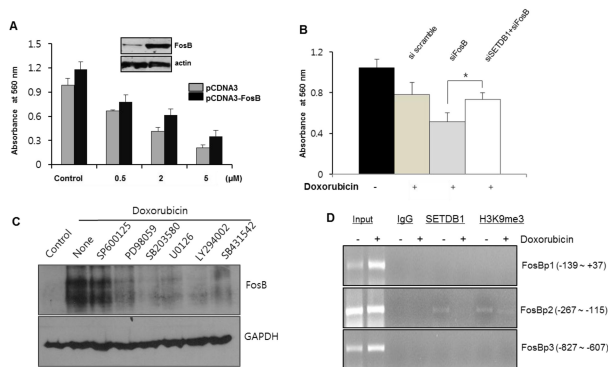 A
FosB
actin
1.5
1.2
0.9
0.6
0.3
0
Absorbance at 560 nm
pCDNA3
pCDNA3-FosB
Control
0.5
2
5
(μM)
B
si scramble
siFosB
siSETDB1+siFosB
*
1.2
0.8
0.4
0
Absorbance at 560 nm
Doxorubicin
-
+
+
+
C
Doxorubicin
Control
None
SP600125
PD98059
SB203580
U0126
LY294002
SB431542
FosB
GAPDH
D
Input IgG SETDB1 H3K9me3
- + - + - + - +
Doxorubicin
FosBp1 (-139 ~ +37)
FosBp2 (-267 ~ -115)
FosBp3 (-827 ~ -607)